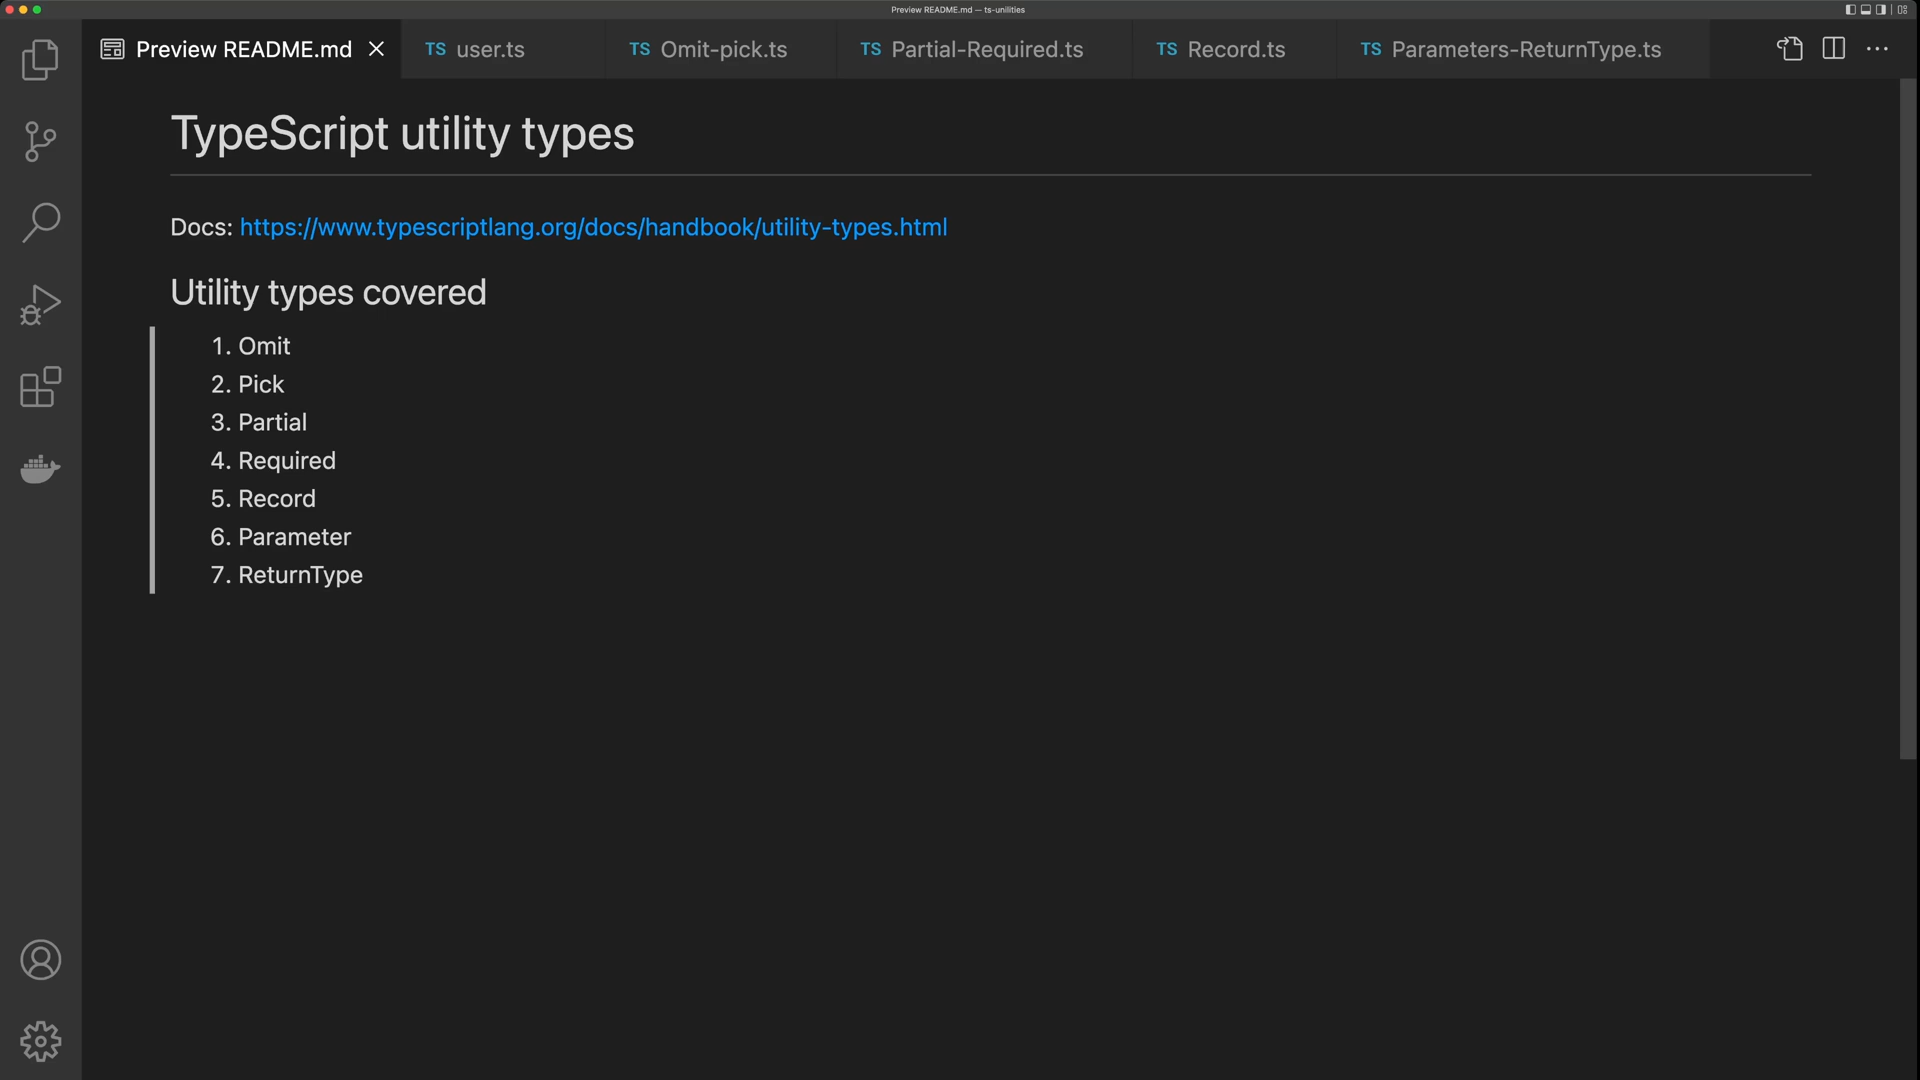 Preview README.md — ts-unilities
Preview README.md
TS user.ts
TS Omit-pick.ts
TS Partial-Required.ts
TS Record.ts
TS Parameters-ReturnType.ts
TypeScript utility types
Docs: https://www.typescriptlang.org/docs/handbook/utility-types.html
Utility types covered
1. Omit
2. Pick
3. Partial
4. Required
5. Record
6. Parameter
7. ReturnType